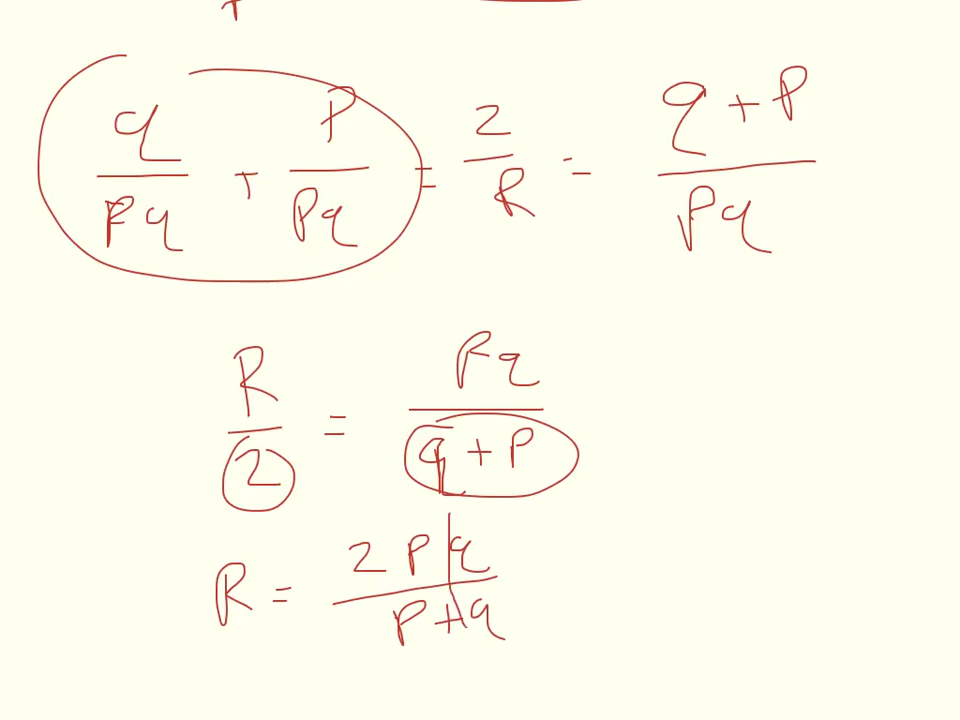 q/pq + p/pq = 2/R = q + p/pq
R/2 = pq/q + p
R = 2pq/p+q